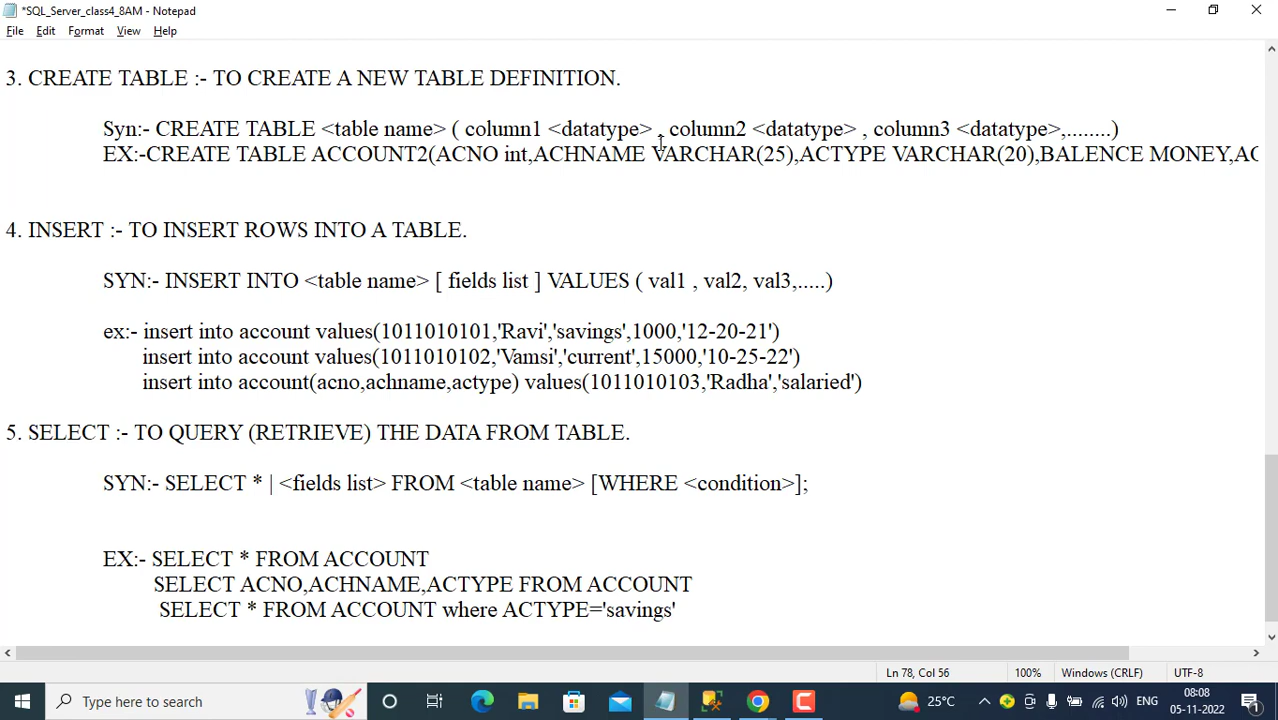 *SQL_Server_class4_8AM - Notepad
File Edit Format View Help
3. CREATE TABLE :- TO CREATE A NEW TABLE DEFINITION.
Syn:- CREATE TABLE <table name> ( column1 <datatype> , column2 <datatype> , column3 <datatype>,........)
EX:-CREATE TABLE ACCOUNT2(ACNO int,ACHNAME VARCHAR(25),ACTYPE VARCHAR(20),BALENCE MONEY,AC
4. INSERT :- TO INSERT ROWS INTO A TABLE.
SYN:- INSERT INTO <table name> [ fields list ] VALUES ( val1 , val2, val3,.....)
ex:- insert into account values(1011010101,'Ravi','savings',1000,'12-20-21')
insert into account values(1011010102,'Vamsi','current',15000,'10-25-22')
insert into account(acno,achname,actype) values(1011010103,'Radha','salaried')
5. SELECT :- TO QUERY (RETRIEVE) THE DATA FROM TABLE.
SYN:- SELECT * | <fields list> FROM <table name> [WHERE <condition>];
EX:- SELECT * FROM ACCOUNT
SELECT ACNO,ACHNAME,ACTYPE FROM ACCOUNT
SELECT * FROM ACCOUNT where ACTYPE='savings'
Ln 78, Col 56 100% Windows (CRLF) UTF-8
Type here to search 25°C ENG 08:08
05-11-2022 1